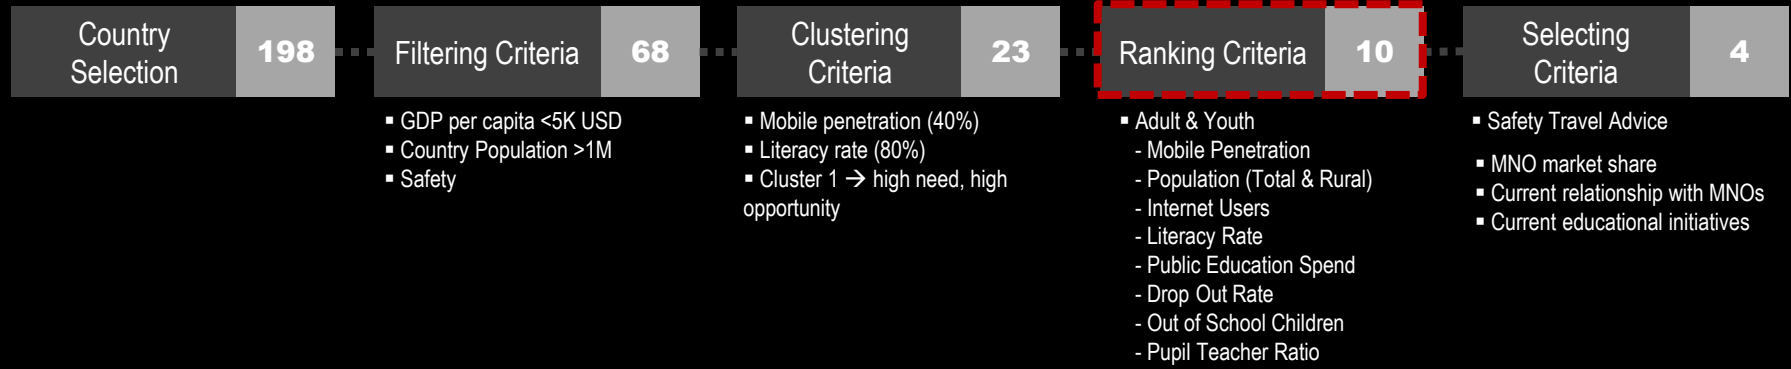 Country
Selection
198
Filtering Criteria
68
Clustering
Criteria
23
Ranking Criteria
10
Selecting
Criteria
4
▪ GDP per capita <5K USD
▪ Country Population >1M
▪ Safety
▪ Mobile penetration (40%)
▪ Literacy rate (80%)
▪ Cluster 1 → high need, high
opportunity
▪ Adult & Youth
- Mobile Penetration
- Population (Total & Rural)
- Internet Users
- Literacy Rate
- Public Education Spend
- Drop Out Rate
- Out of School Children
- Pupil Teacher Ratio
▪ Safety Travel Advice
▪ MNO market share
▪ Current relationship with MNOs
▪ Current educational initiatives